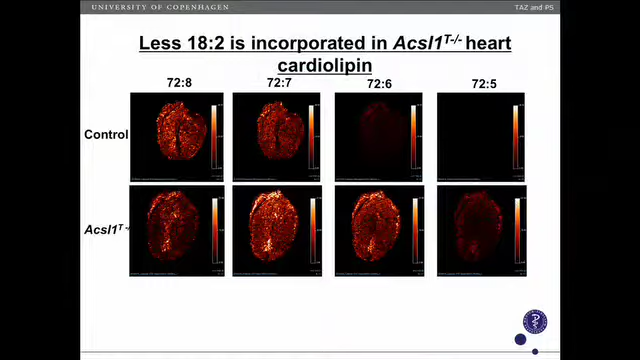 UNIVERSITY OF COPENHAGEN
TAZ and PS
Less 18:2 is incorporated in Acsl1T-/- heart
cardiolipin
72:8 72:7 72:6 72:5
Control
Acsl1T -/